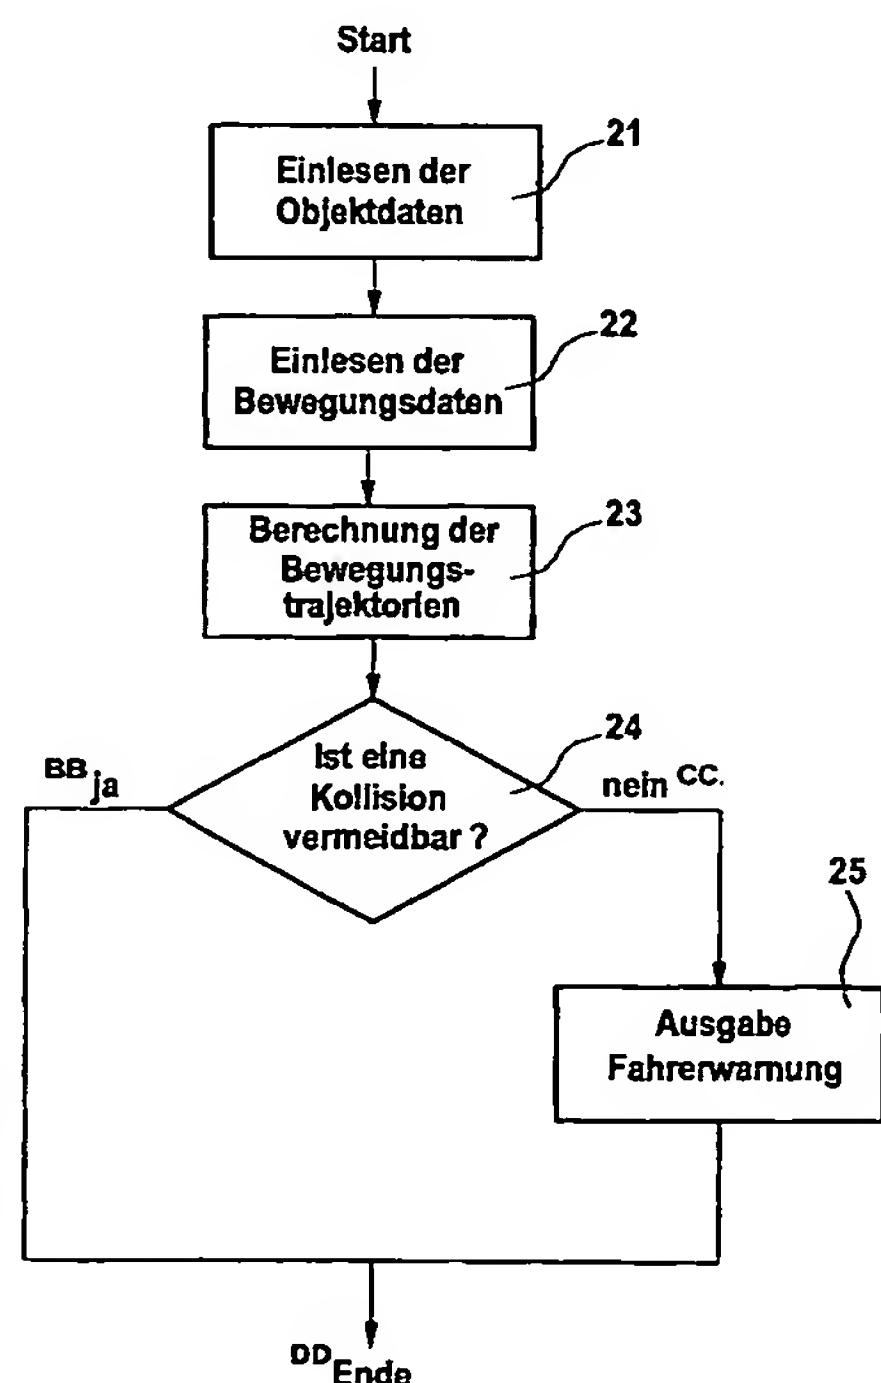 Start
21
Einlesen der
Objektdaten
22
Einlesen der
Bewegungsdaten
23
Berechnung der
Bewegungs-
trajektorien
24
Ist eine
Kollision
vermeidbar ?
BB ja
nein CC.
25
Ausgabe
Fahrerwarnung
DD Ende